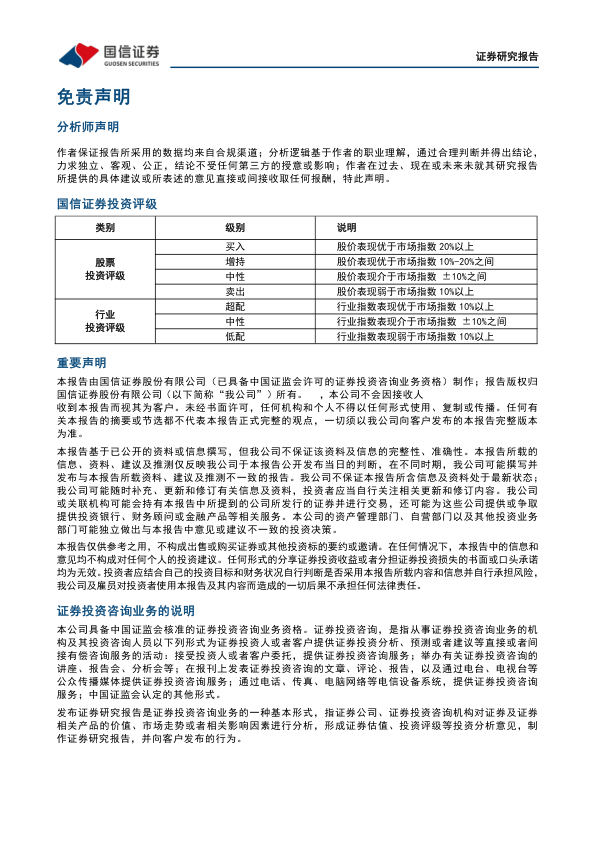 国信证券
GUOSEN SECURITIES
证券研究报告
免责声明
分析师声明
作者保证报告所采用的数据均来自合规渠道；分析逻辑基于作者的职业理解，通过合理判断并得出结论，
力求独立、客观、公正，结论不受任何第三方的授意或影响；作者在过去、现在或未来未就其研究报告
所提供的具体建议或所表述的意见直接或间接收取任何报酬，特此声明。
国信证券投资评级
类别 级别 说明
股票
投资评级
买入 股价表现优于市场指数 20%以上
增持 股价表现优于市场指数 10%-20%之间
中性 股价表现介于市场指数 ±10%之间
卖出 股价表现弱于市场指数 10%以上
行业
投资评级
超配 行业指数表现优于市场指数 10%以上
中性 行业指数表现介于市场指数 ±10%之间
低配 行业指数表现弱于市场指数 10%以上
重要声明
本报告由国信证券股份有限公司（已具备中国证监会许可的证券投资咨询业务资格）制作；报告版权归
国信证券股份有限公司（以下简称“我公司”）所有。 ，本公司不会因接收人
收到本报告而视其为客户。未经书面许可，任何机构和个人不得以任何形式使用、复制或传播。任何有
关本报告的摘要或节选都不代表本报告正式完整的观点，一切须以我公司向客户发布的本报告完整版本
为准。
本报告基于已公开的资料或信息撰写，但我公司不保证该资料及信息的完整性、准确性。本报告所载的
信息、资料、建议及推测仅反映我公司于本报告公开发布当日的判断，在不同时期，我公司可能撰写并
发布与本报告所载资料、建议及推测不一致的报告。我公司不保证本报告所含信息及资料处于最新状态；
我公司可能随时补充、更新和修订有关信息及资料，投资者应当自行关注相关更新和修订内容。我公司
或关联机构可能会持有本报告中所提到的公司所发行的证券并进行交易，还可能为这些公司提供或争取
提供投资银行、财务顾问或金融产品等相关服务。本公司的资产管理部门、自营部门以及其他投资业务
部门可能独立做出与本报告中意见或建议不一致的投资决策。
本报告仅供参考之用，不构成出售或购买证券或其他投资标的要约或邀请。在任何情况下，本报告中的信息和
意见均不构成对任何个人的投资建议。任何形式的分享证券投资收益或者分担证券投资损失的书面或口头承诺
均为无效。投资者应结合自己的投资目标和财务状况自行判断是否采用本报告所载内容和信息并自行承担风险，
我公司及雇员对投资者使用本报告及其内容而造成的一切后果不承担任何法律责任。
证券投资咨询业务的说明
本公司具备中国证监会核准的证券投资咨询业务资格。证券投资咨询，是指从事证券投资咨询业务的机
构及其投资咨询人员以下列形式为证券投资人或者客户提供证券投资分析、预测或者建议等直接或者间
接有偿咨询服务的活动：接受投资人或者客户委托，提供证券投资咨询服务；举办有关证券投资咨询的
讲座、报告会、分析会等；在报刊上发表证券投资咨询的文章、评论、报告，以及通过电台、电视台等
公众传播媒体提供证券投资咨询服务；通过电话、传真、电脑网络等电信设备系统，提供证券投资咨询
服务；中国证监会认定的其他形式。
发布证券研究报告是证券投资咨询业务的一种基本形式，指证券公司、证券投资咨询机构对证券及证券
相关产品的价值、市场走势或者相关影响因素进行分析，形成证券估值、投资评级等投资分析意见，制
作证券研究报告，并向客户发布的行为。